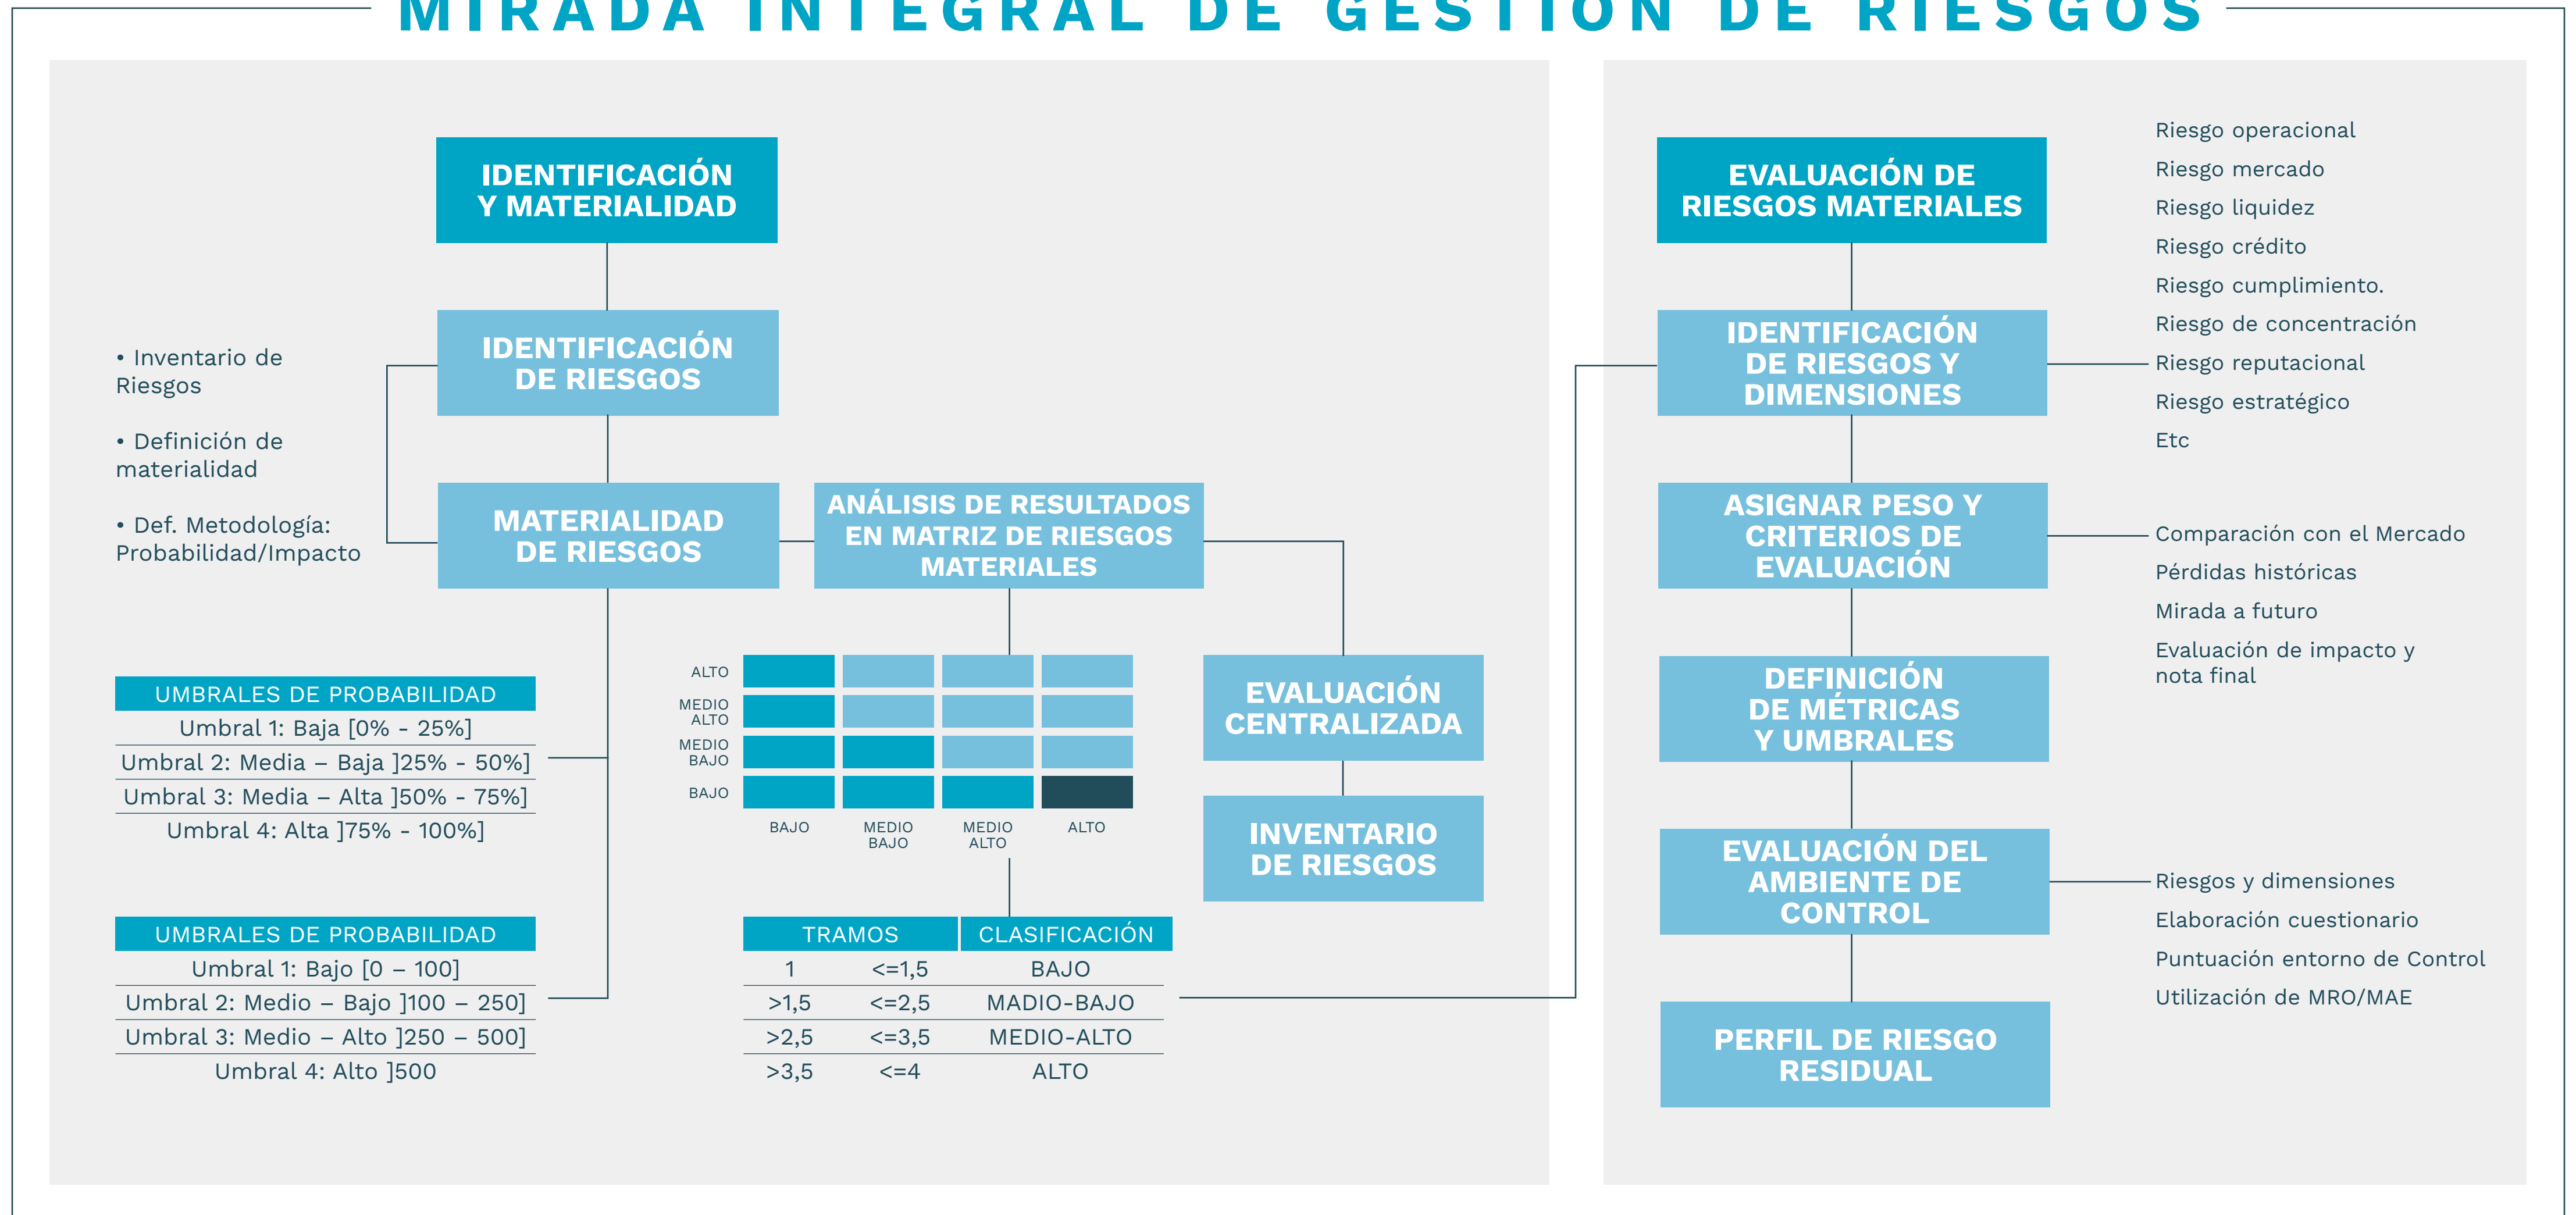 MIRADA INTEGRAL DE GESTIÓN DE RIESGOS
IDENTIFICACIÓN
Y MATERIALIDAD
IDENTIFICACIÓN
DE RIESGOS
• Inventario de
Riesgos
• Definición de
materialidad
• Def. Metodología:
Probabilidad/Impacto
MATERIALIDAD
DE RIESGOS
ANÁLISIS DE RESULTADOS
EN MATRIZ DE RIESGOS
MATERIALES
UMBRALES DE PROBABILIDAD
Umbral 1: Baja [0% - 25%]
Umbral 2: Media – Baja ]25% - 50%]
Umbral 3: Media – Alta ]50% - 75%]
Umbral 4: Alta ]75% - 100%]
UMBRALES DE PROBABILIDAD
Umbral 1: Bajo [0 – 100]
Umbral 2: Medio – Bajo ]100 – 250]
Umbral 3: Medio – Alto ]250 – 500]
Umbral 4: Alto ]500
ALTO
MEDIO
ALTO
MEDIO
BAJO
BAJO
BAJO
MEDIO
BAJO
MEDIO
ALTO
ALTO
TRAMOS CLASIFICACIÓN
1 <=1,5 BAJO
>1,5 <=2,5 MADIO-BAJO
>2,5 <=3,5 MEDIO-ALTO
>3,5 <=4 ALTO
EVALUACIÓN
CENTRALIZADA
INVENTARIO
DE RIESGOS
EVALUACIÓN DE
RIESGOS MATERIALES
IDENTIFICACIÓN
DE RIESGOS Y
DIMENSIONES
Riesgo operacional
Riesgo mercado
Riesgo liquidez
Riesgo crédito
Riesgo cumplimiento.
Riesgo de concentración
Riesgo reputacional
Riesgo estratégico
Etc
ASIGNAR PESO Y
CRITERIOS DE
EVALUACIÓN
Comparación con el Mercado
Pérdidas históricas
Mirada a futuro
Evaluación de impacto y
nota final
DEFINICIÓN
DE MÉTRICAS
Y UMBRALES
EVALUACIÓN DEL
AMBIENTE DE
CONTROL
Riesgos y dimensiones
Elaboración cuestionario
Puntuación entorno de Control
Utilización de MRO/MAE
PERFIL DE RIESGO
RESIDUAL